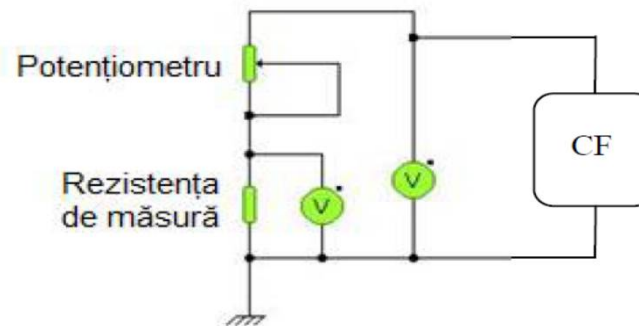 Potențiometru
Rezistența
de măsură
V
V
CF